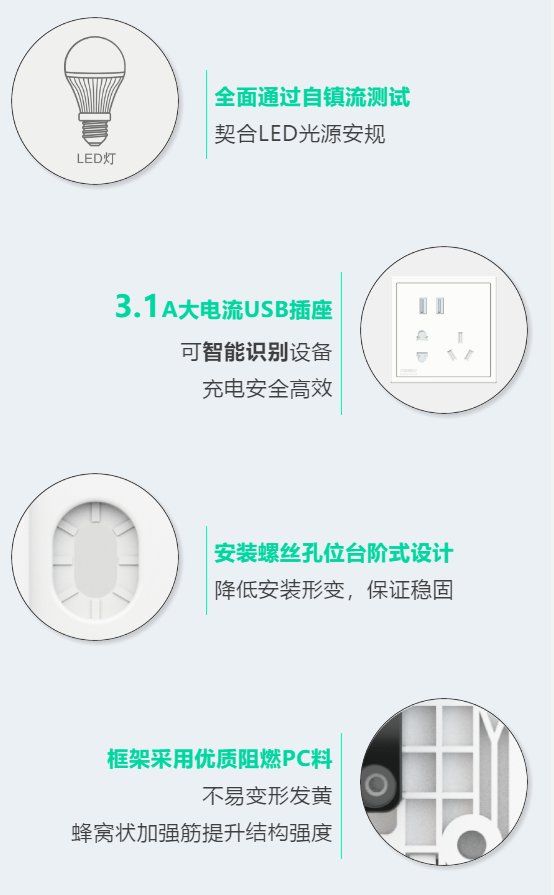 LED灯
全面通过自镇流测试
契合LED光源安规
3.1A大电流USB插座
可智能识别设备
充电安全高效
安装螺丝孔位台阶式设计
降低安装形变，保证稳固
框架采用优质阻燃PC料
不易变形发黄
蜂窝状加强筋提升结构强度